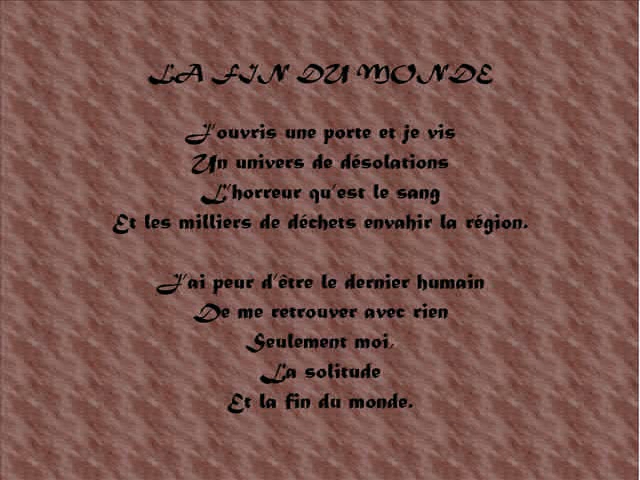 LA FIN DU MONDE
J'ouvris une porte et je vis
Un univers de désolations
L'horreur qu'est le sang
Et les milliers de déchets envahir la région.
J'ai peur d'être le dernier humain
De me retrouver avec rien
Seulement moi,
La solitude
Et la fin du monde.